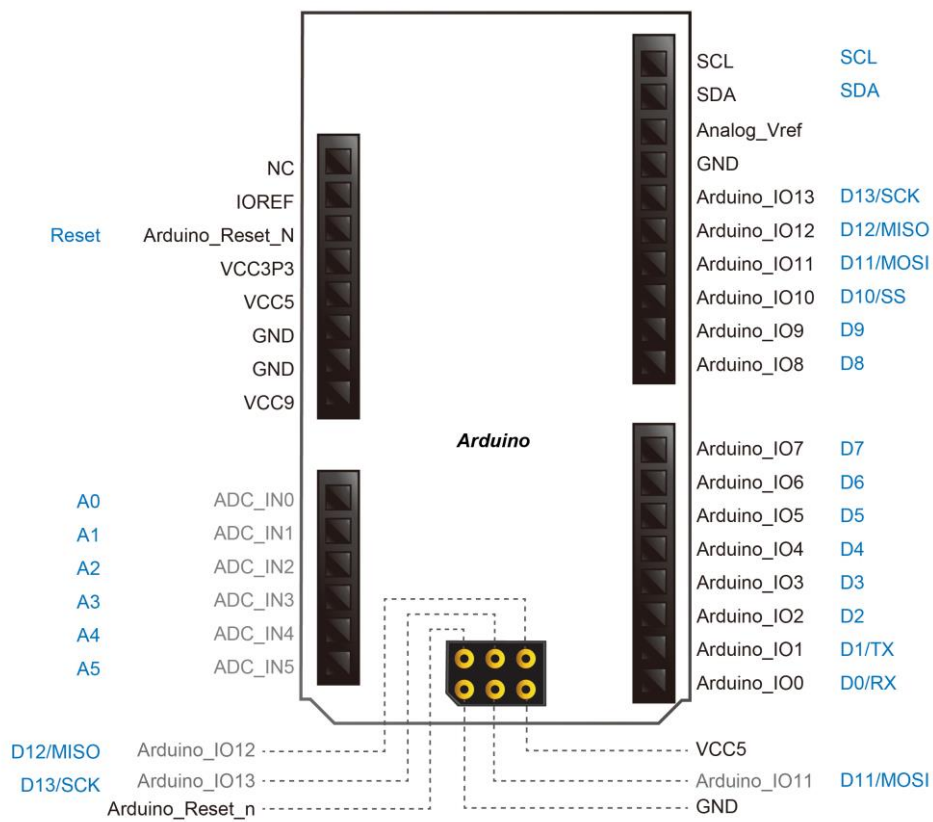 SCL SCL
SDA SDA
Analog_Vref
NC GND
IOREF Arduino_IO13 D13/SCK
Reset Arduino_Reset_N Arduino_IO12 D12/MISO
VCC3P3 Arduino_IO11 D11/MOSI
VCC5 Arduino_IO10 D10/SS
GND Arduino_IO9 D9
GND Arduino_IO8 D8
VCC9
Arduino
Arduino_IO7 D7
Arduino_IO6 D6
A0 ADC_IN0 Arduino_IO5 D5
A1 ADC_IN1 Arduino_IO4 D4
A2 ADC_IN2 Arduino_IO3 D3
A3 ADC_IN3 Arduino_IO2 D2
A4 ADC_IN4 Arduino_IO1 D1/TX
A5 ADC_IN5 Arduino_IO0 D0/RX
D12/MISO Arduino_IO12 VCC5
D13/SCK Arduino_IO13 Arduino_IO11 D11/MOSI
Arduino_Reset_n GND